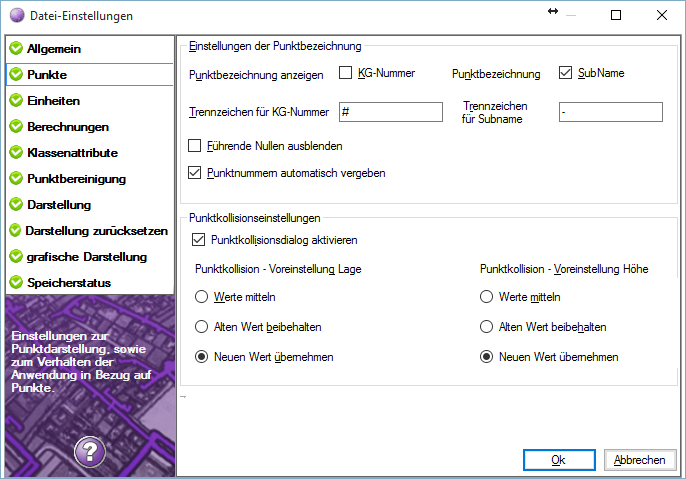 Datei-Einstellungen
Allgemein
Punkte
Einheiten
Berechnungen
Klassenattribute
Punktbereinigung
Darstellung
Darstellung zurücksetzen
grafische Darstellung
Speicherstatus
Einstellungen zur
Punktdarstellung, sowie
zum Verhalten der
Anwendung in Bezug auf
Punkte.
?
Einstellungen der Punktbezeichnung
Punktbezeichnung anzeigen KG-Nummer Punktbezeichnung SubName
Trennzeichen für KG-Nummer # Trennzeichen
für Subname -
Führende Nullen ausblenden
Punktnummern automatisch vergeben
Punktkollisionseinstellungen
Punktkollisionsdialog aktivieren
Punktkollision - Voreinstellung Lage Punktkollision - Voreinstellung Höhe
Werte mitteln Werte mitteln
Alten Wert beibehalten Alten Wert beibehalten
Neuen Wert übernehmen Neuen Wert übernehmen
Ok Abbrechen